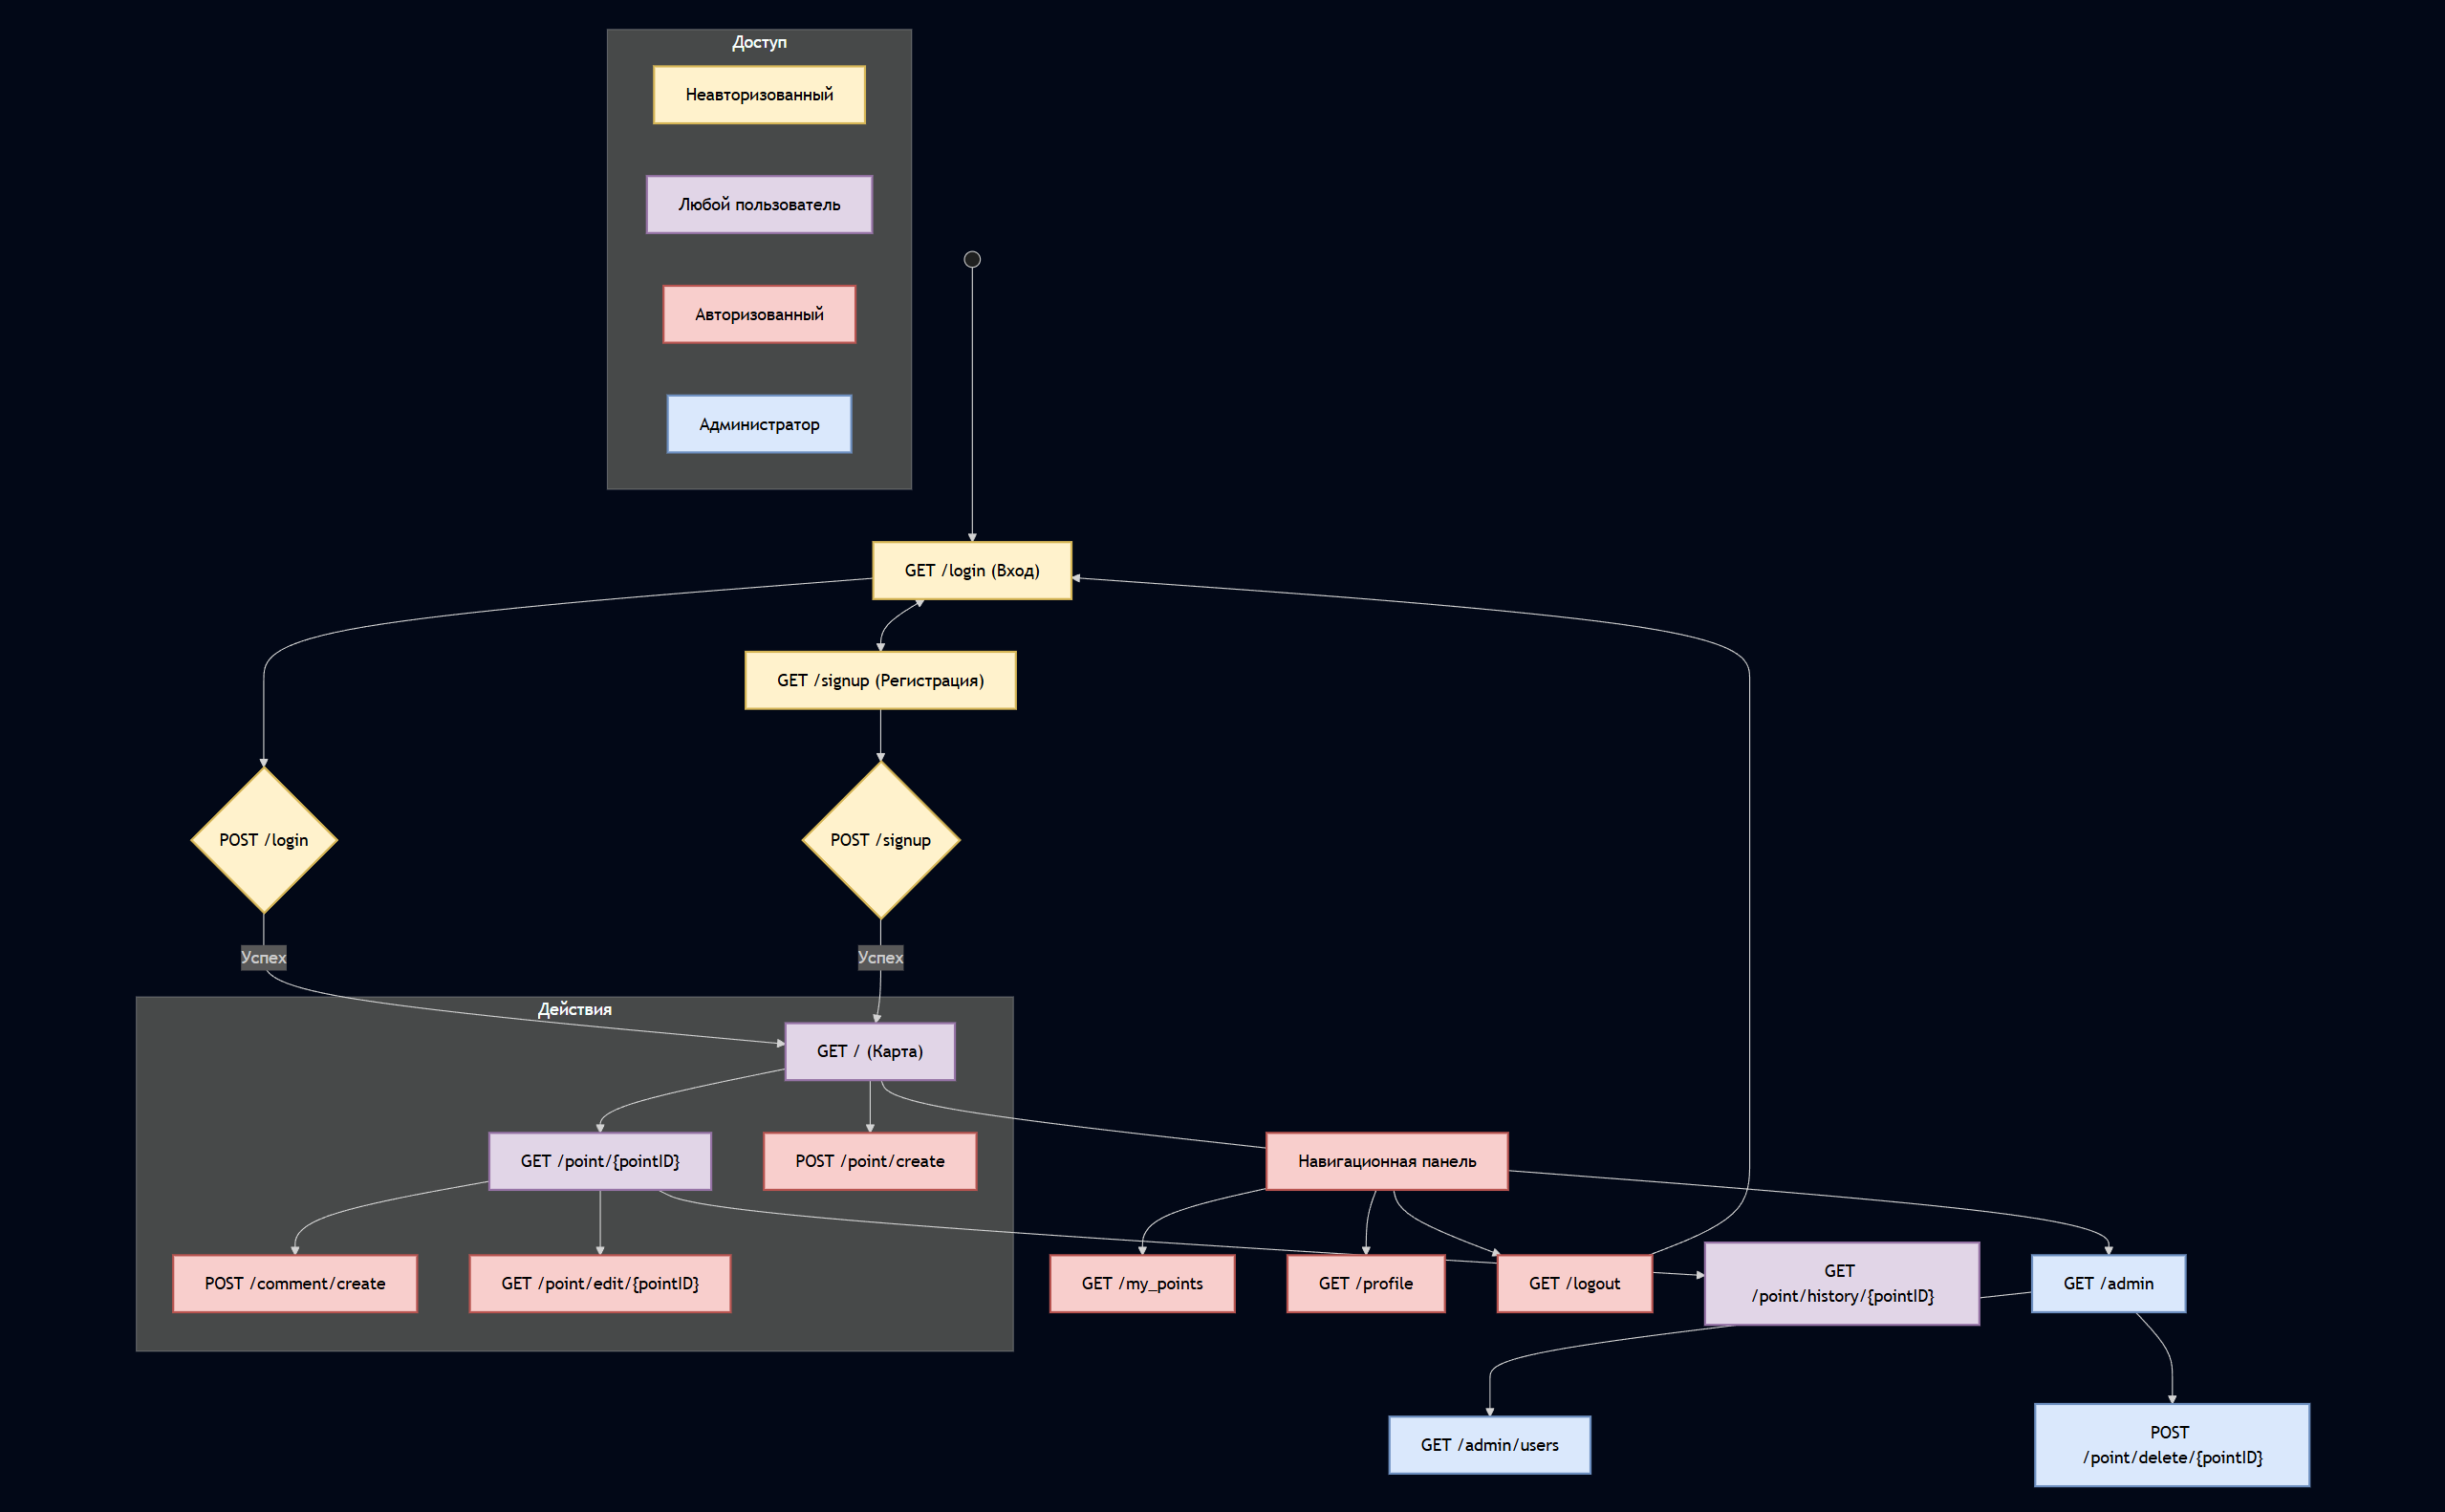 Доступ
Неавторизованный
Любой пользователь
Авторизованный
Администратор
GET /login (Вход)
GET /signup (Регистрация)
POST /login
POST /signup
Успех
Успех
Действия
GET / (Карта)
GET /point/{pointID}
POST /point/create
Навигационная панель
POST /comment/create
GET /point/edit/{pointID}
GET /my_points
GET /profile
GET /logout
GET
/point/history/{pointID}
GET /admin
GET /admin/users
POST
/point/delete/{pointID}